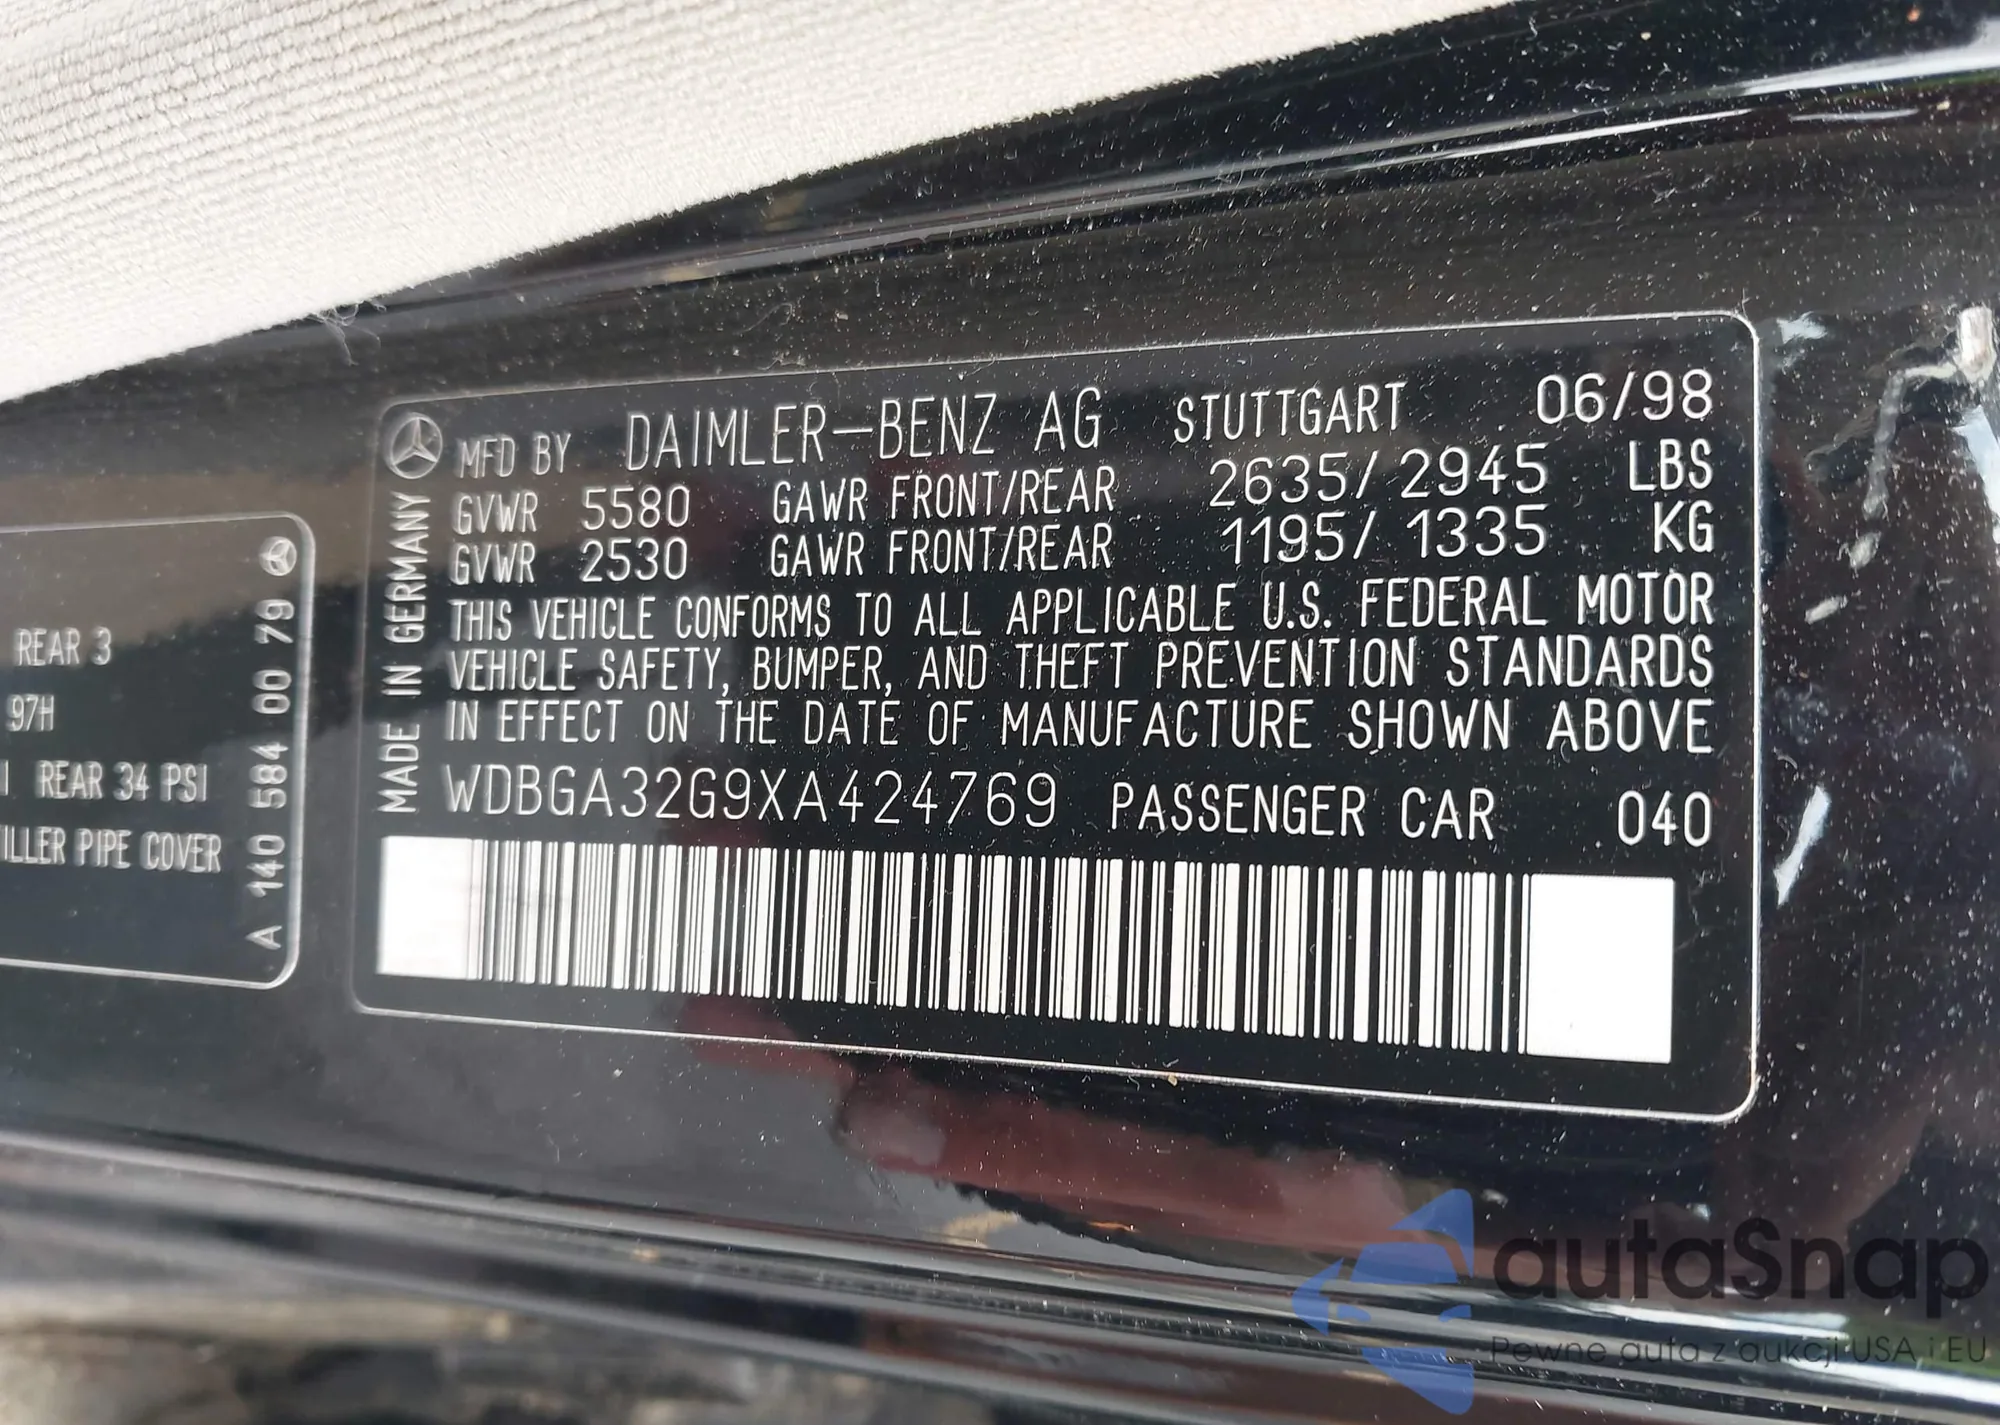 MFD BY DAIMLER-BENZ AG STUTTGART 06/98
GVWR 5580 GAWR FRONT/REAR 2635/ 2945 LBS
GVWR 2530 GAWR FRONT/REAR 1195/ 1335 KG
THIS VEHICLE CONFORMS TO ALL APPLICABLE U.S. FEDERAL MOTOR
VEHICLE SAFETY, BUMPER, AND THEFT PREVENTION STANDARDS
IN EFFECT ON THE DATE OF MANUFACTURE SHOWN ABOVE
WDBGA32G9XA424769 PASSENGER CAR 040
MADE IN GERMANY
REAR 3
97H
REAR 34 PSI
PIPE COVER
A 140 584 00 79
autaSnap
Pewne auta z aukcji USA i EU